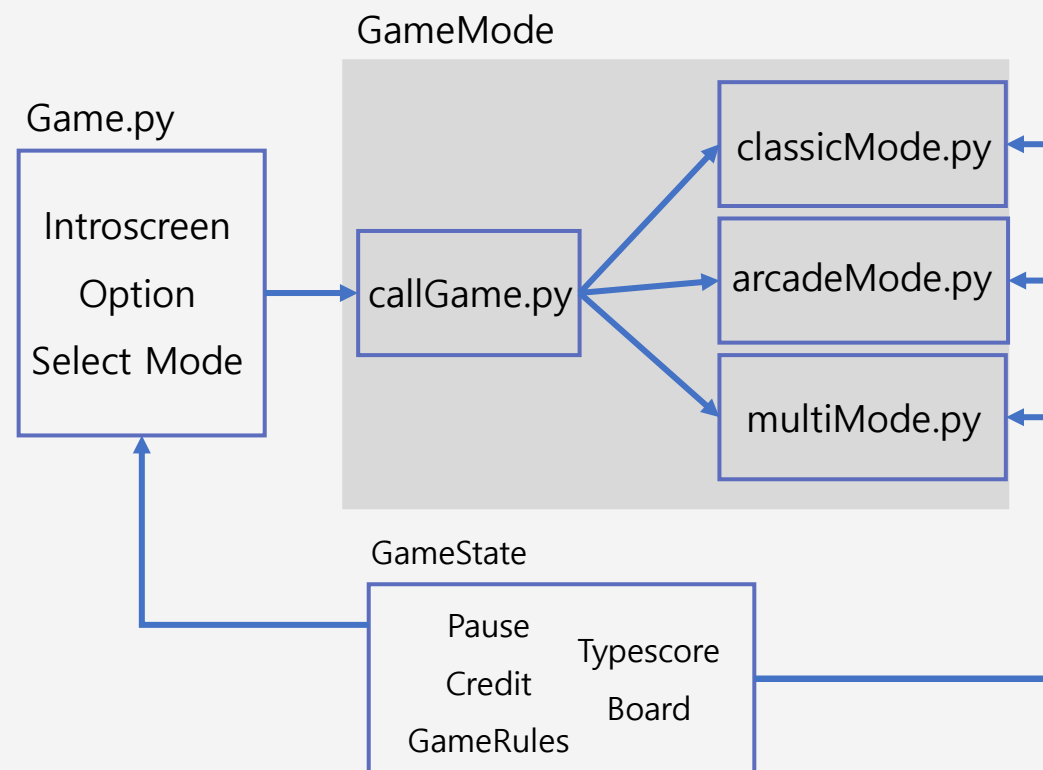 GameMode
Game.py
Introscreen
Option
Select Mode
callGame.py
classicMode.py
arcadeMode.py
multiMode.py
GameState
Pause
Credit
GameRules
Typescore
Board